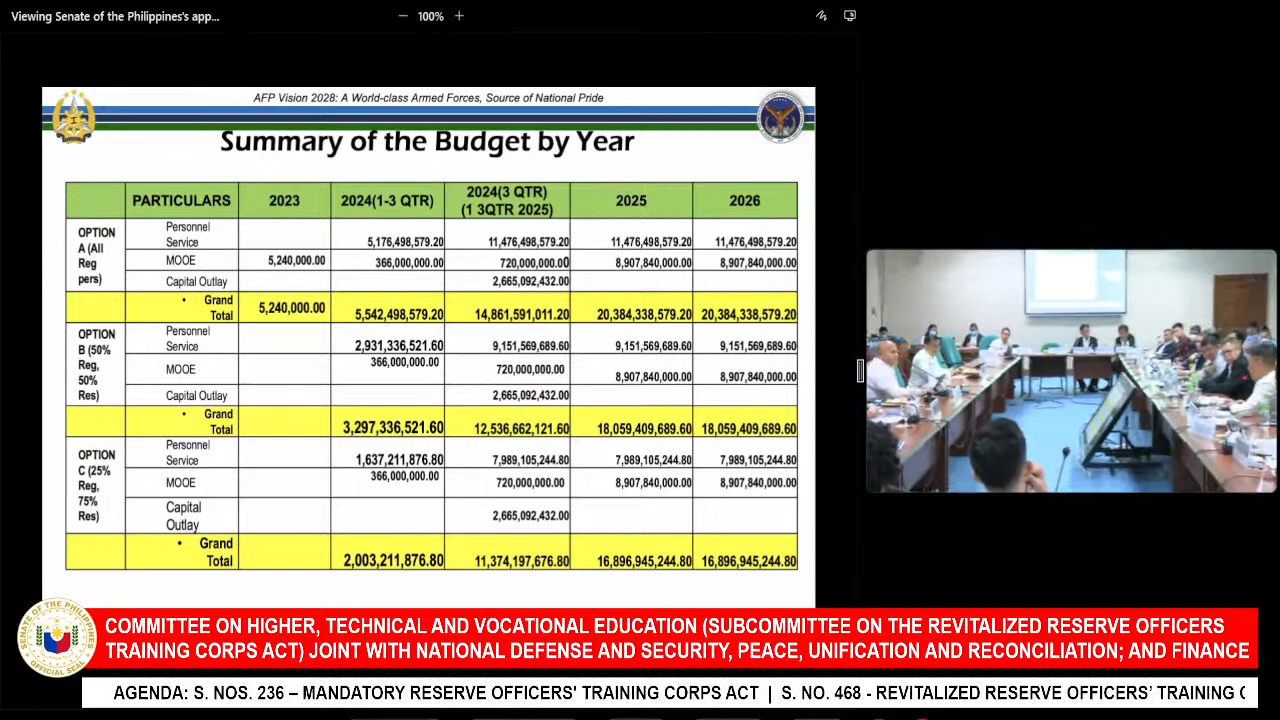 Viewing Senate of the Philippines's app...
100%
AFP Vision 2028: A World-class Armed Forces, Source of National Pride
Summary of the Budget by Year
PARTICULARS 2023 2024(1-3 QTR) 2024(3 QTR) (1 3QTR 2025) 2025 2026
OPTION A (All Reg pers)
Personnel Service 5,176,498,579.20 11,476,498,579.20 11,476,498,579.20 11,476,498,579.20
MOOE 5,240,000.00 366,000,000.00 720,000,000.00 8,907,840,000.00 8,907,840,000.00
Capital Outlay 2,665,092,432.00
• Grand Total 5,240,000.00 5,542,498,579.20 14,861,591,011.20 20,384,338,579.20 20,384,338,579.20
OPTION B (50% Reg, 50% Res)
Personnel Service 2,931,336,521.60 9,151,569,689.60 9,151,569,689.60 9,151,569,689.60
MOOE 366,000,000.00 720,000,000.00 8,907,840,000.00 8,907,840,000.00
Capital Outlay 2,665,092,432.00
• Grand Total 3,297,336,521.60 12,536,662,121.60 18,059,409,689.60 18,059,409,689.60
OPTION C (25% Reg, 75% Res)
Personnel Service 1,637,211,876.80 7,989,105,244.80 7,989,105,244.80 7,989,105,244.80
MOOE 366,000,000.00 720,000,000.00 8,907,840,000.00 8,907,840,000.00
Capital Outlay 2,665,092,432.00
• Grand Total 2,003,211,876.80 11,374,197,676.80 16,896,945,244.80 16,896,945,244.80
SENATE OF THE PHILIPPINES
OFFICIAL SEAL
COMMITTEE ON HIGHER, TECHNICAL AND VOCATIONAL EDUCATION (SUBCOMMITTEE ON THE REVITALIZED RESERVE OFFICERS
TRAINING CORPS ACT) JOINT WITH NATIONAL DEFENSE AND SECURITY, PEACE, UNIFICATION AND RECONCILIATION; AND FINANCE
AGENDA: S. NOS. 236 – MANDATORY RESERVE OFFICERS' TRAINING CORPS ACT | S. NO. 468 - REVITALIZED RESERVE OFFICERS' TRAINING